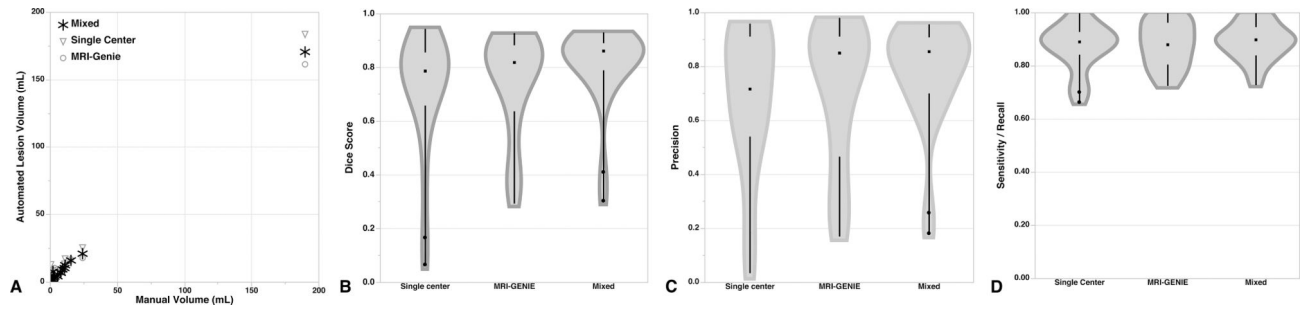 200
150
100
50
0
Automated Lesion Volume (mL)
Mixed
Single Center
MRI-Genie
0
50
100
150
200
Manual Volume (mL)
A
1.0
0.8
0.6
0.4
0.2
0.0
Dice Score
Single center
MRI-GENIE
Mixed
B
1.0
0.8
0.6
0.4
0.2
0.0
Precision
Single center
MRI-GENIE
Mixed
C
1.00
0.80
0.60
0.40
0.20
0.00
Sensitivity / Recall
Single Center
MRI-GENIE
Mixed
D